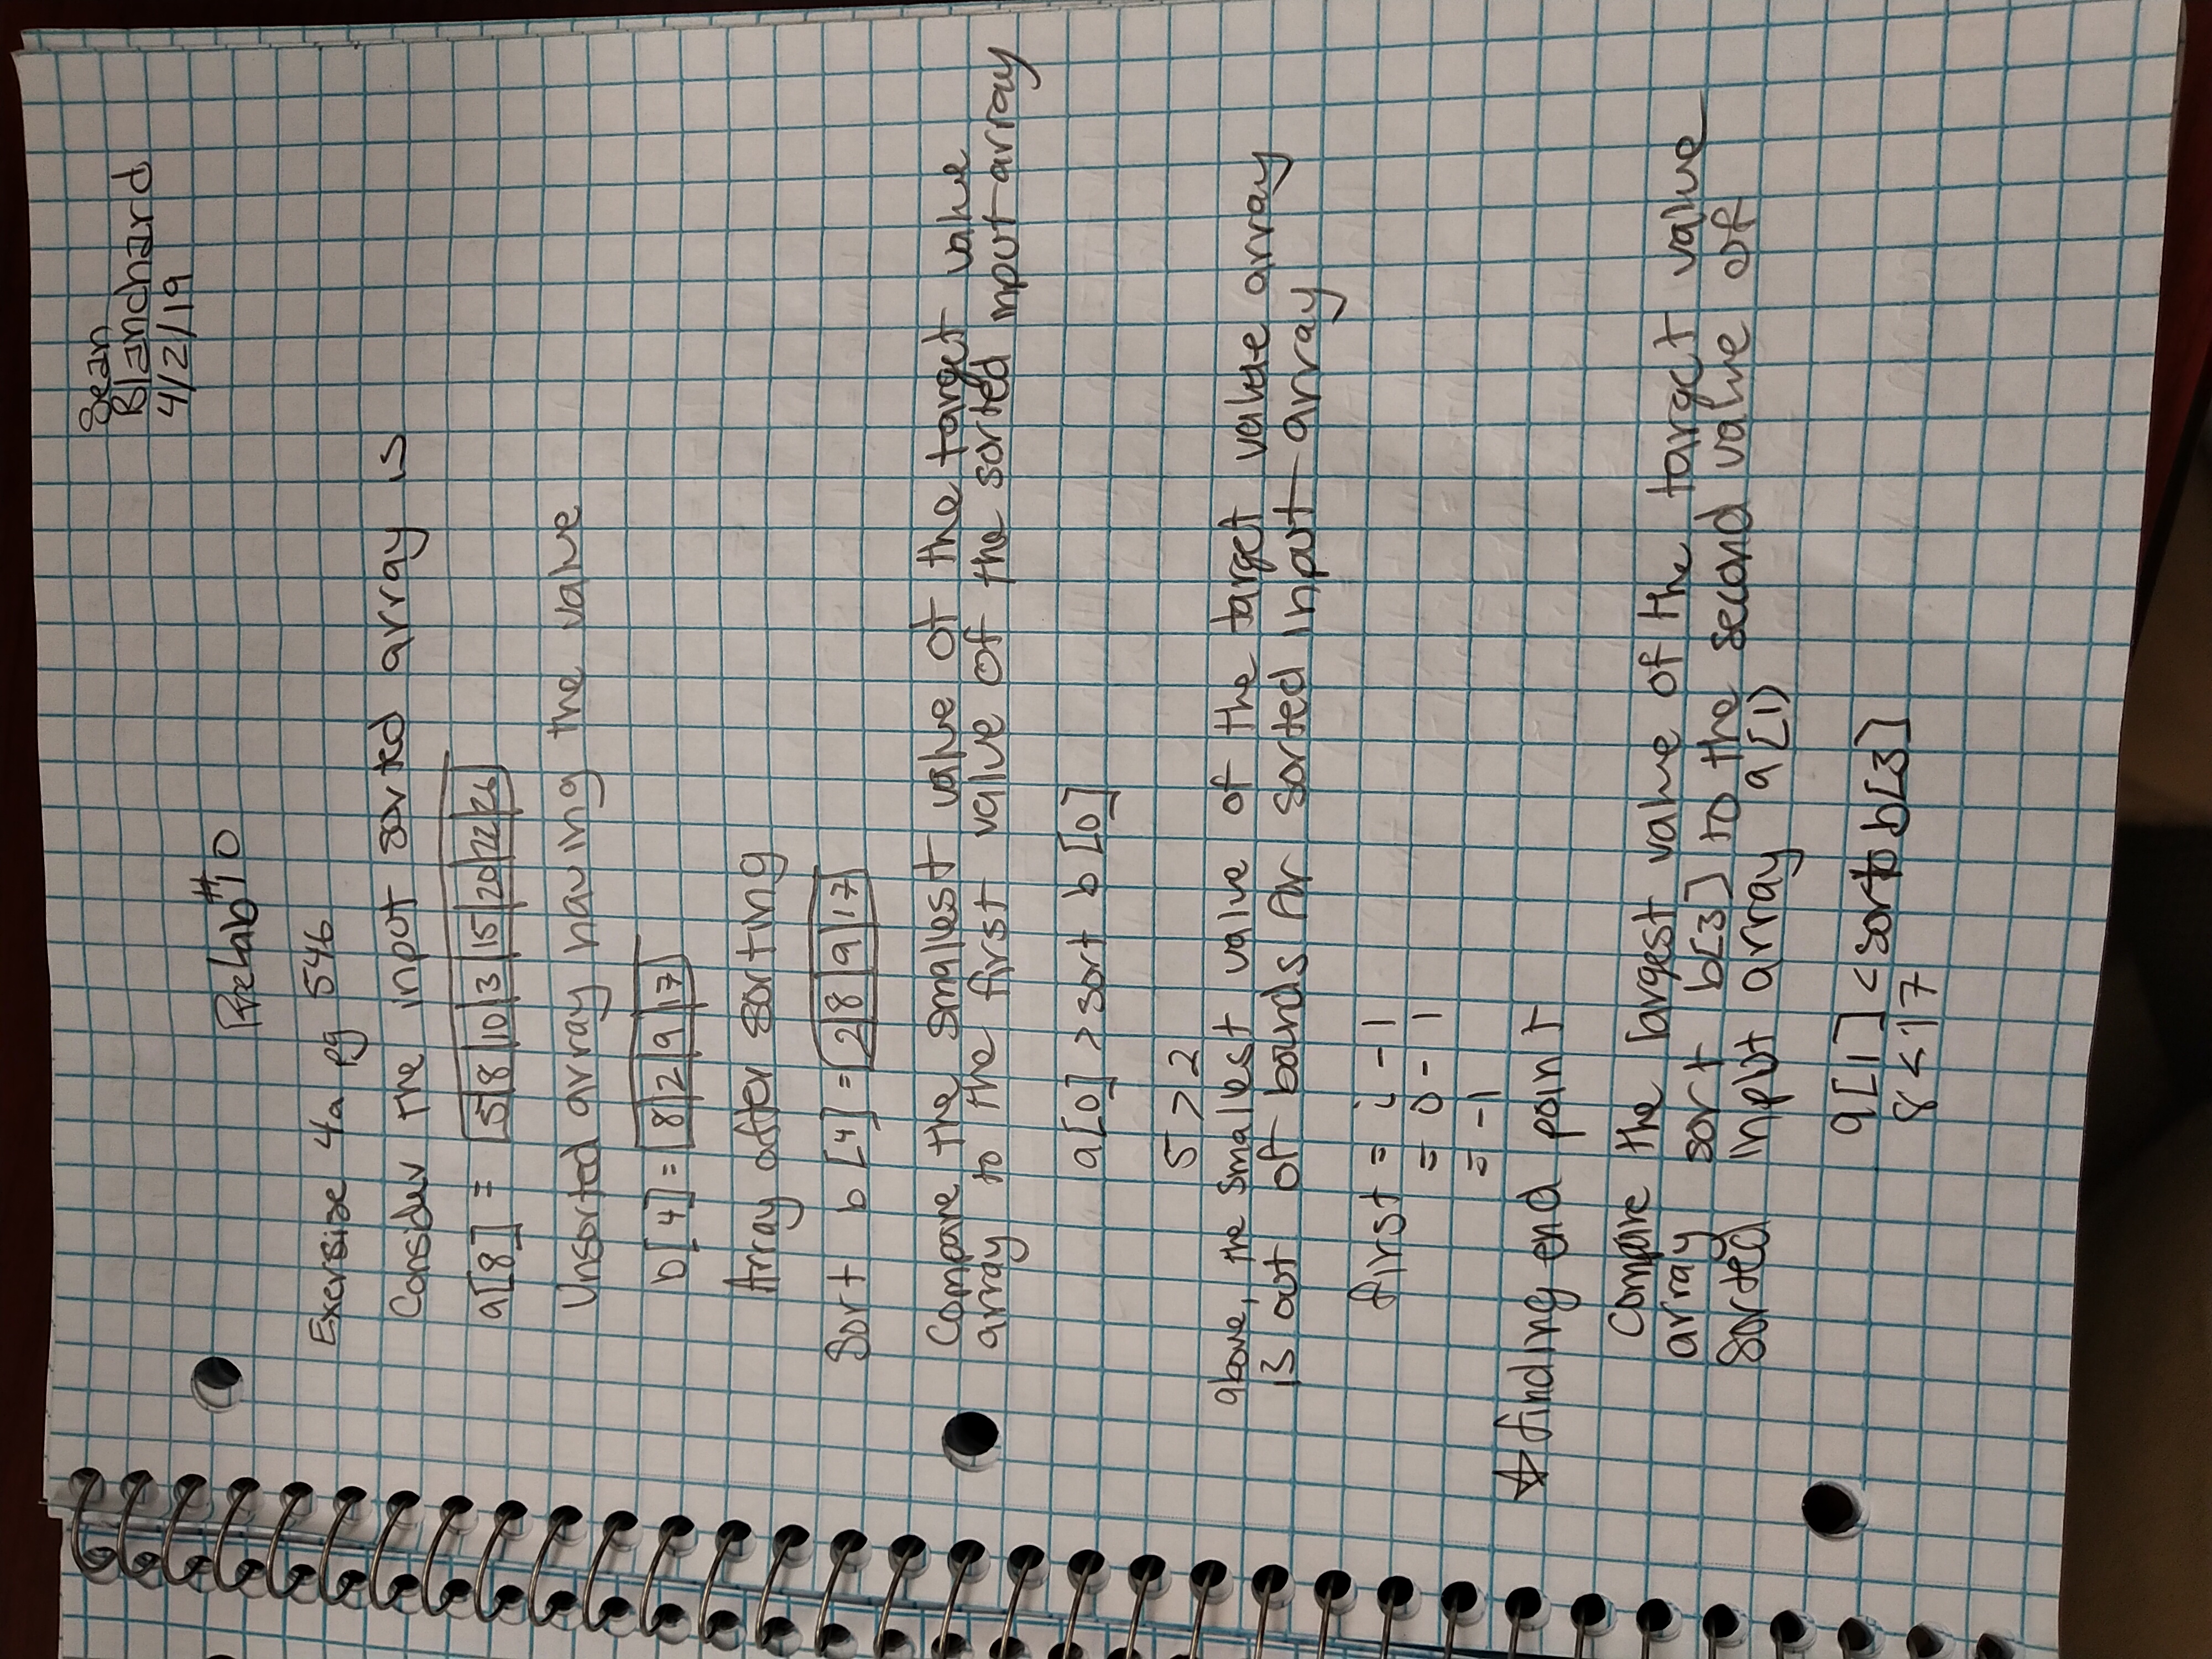 Sean
Blanchard
4/2/19
PreLab #10
Exersise 4a pg 546
Consider the input sorted array is
a[8] = 5 8 10 3 15 20 22 26
Unsorted array having the value
b[4] = 8 2 9 17
Array after sorting
Sort b[4] = 2 8 9 17
Compare the smallest value of the target value
array to the first value of the sorted input array
a[0] > sort b[0]
5 > 2
above, the smallest value of the target value array
is out of bounds for sorted input array
first = i - 1
= 0 - 1
= -1
☆ finding end point
Compare the largest value of the target value
array sort b[3] to the second value of
Sorted input array a[1]
a[1] < sort b[3]
8 < 17